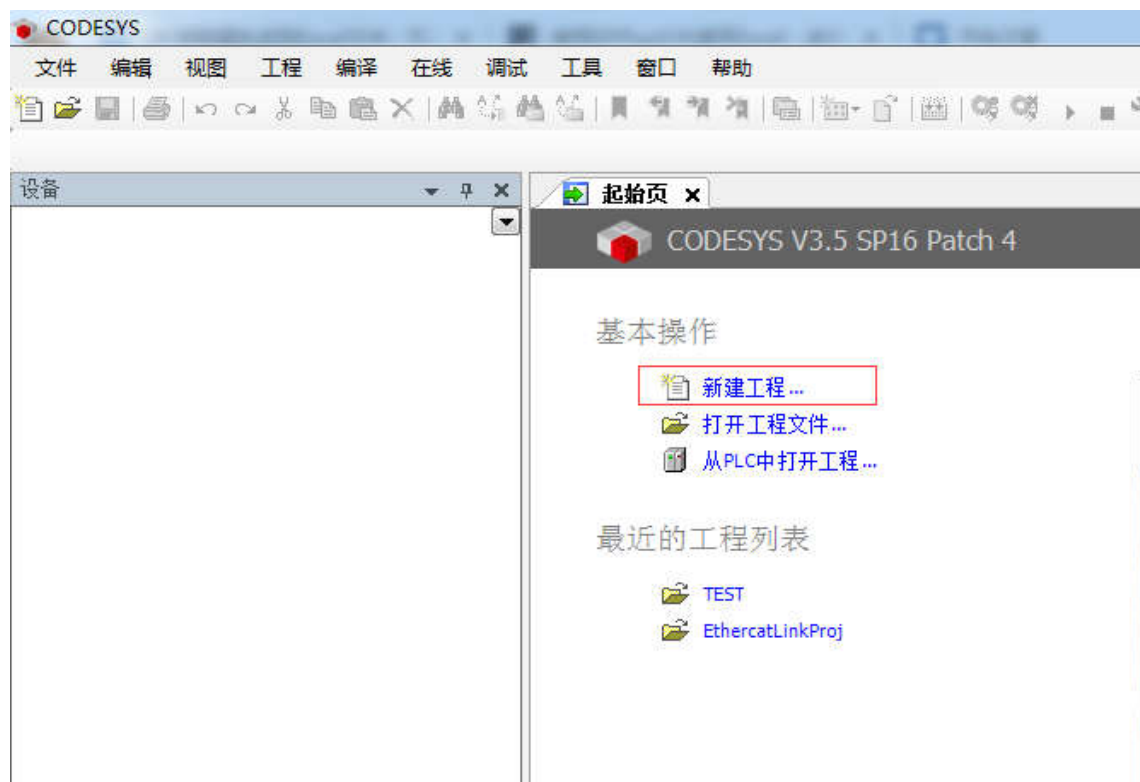 CODESYS
文件 编辑 视图 工程 编译 在线 调试 工具 窗口 帮助
设备
起始页
CODESYS V3.5 SP16 Patch 4
基本操作
新建工程...
打开工程文件...
从PLC中打开工程...
最近的工程列表
TEST
EthercatLinkProj